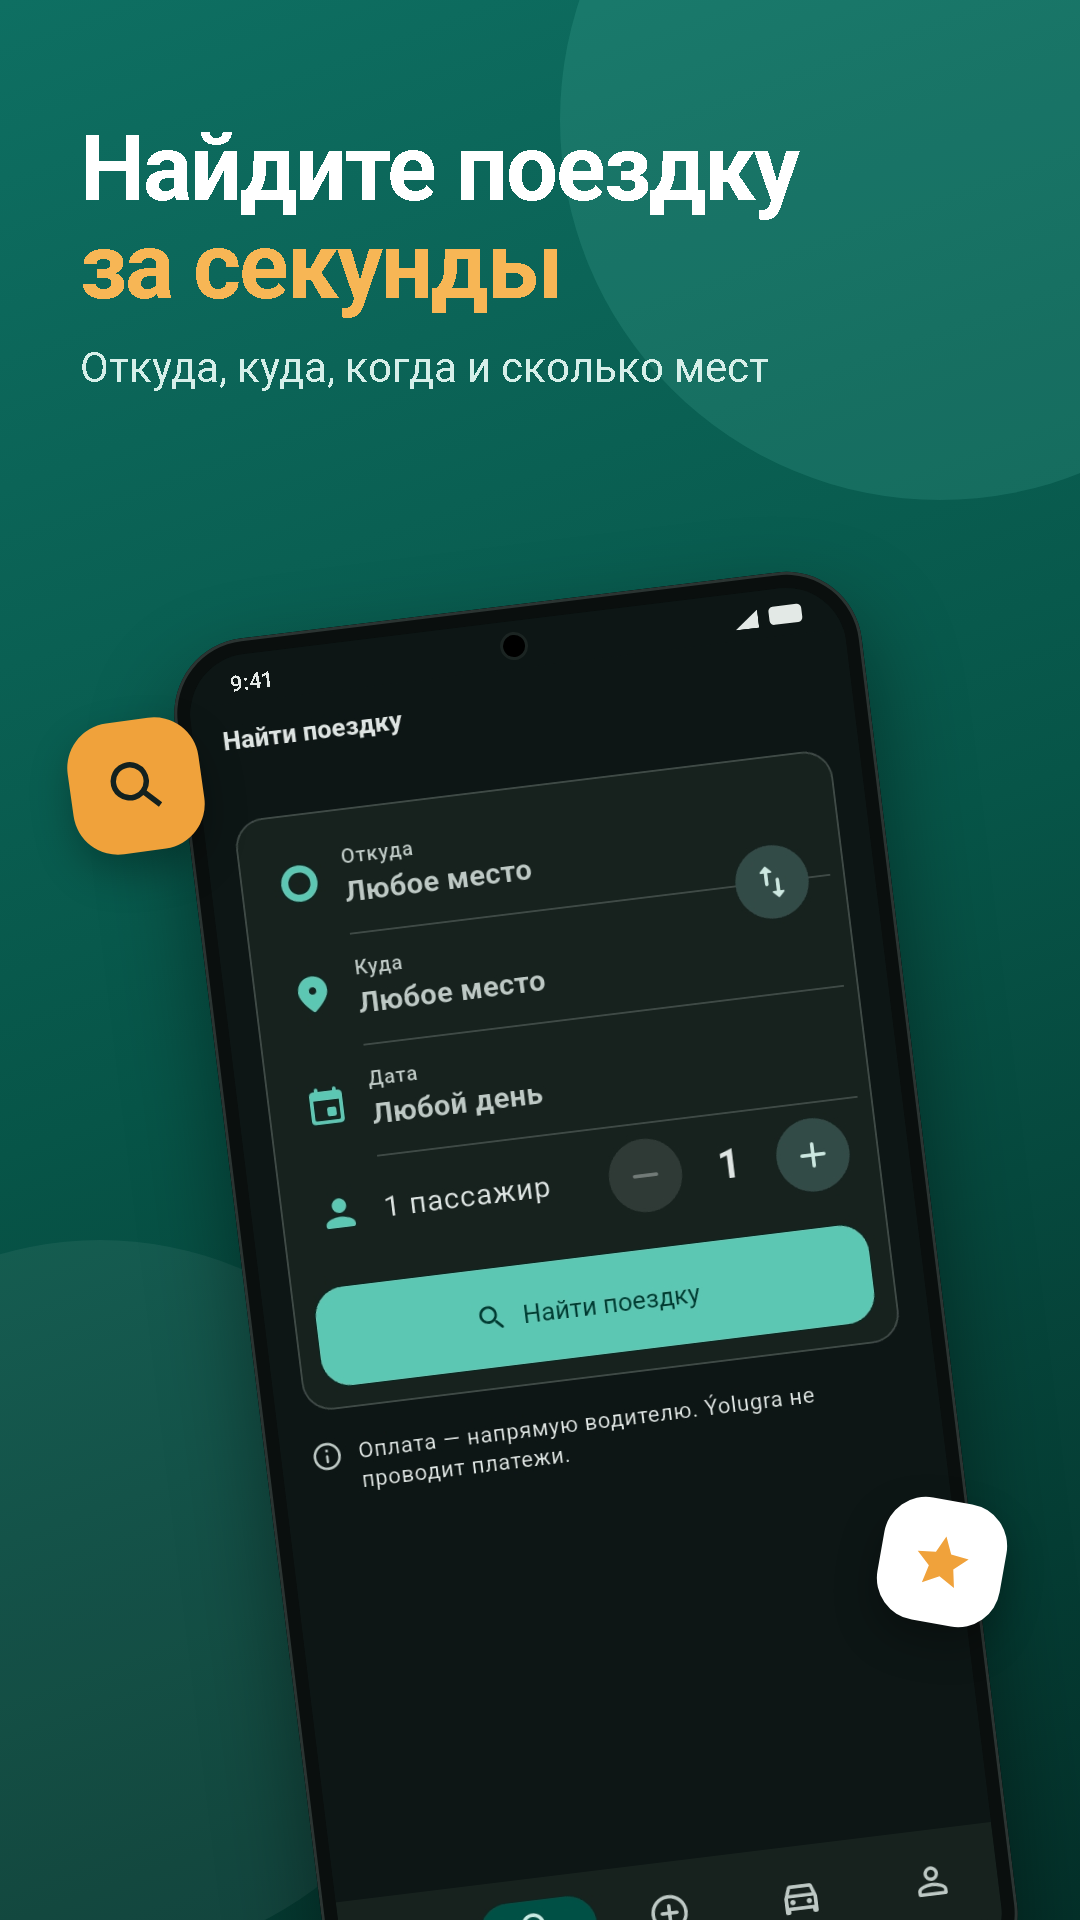 Найдите поездку
за секунды
Откуда, куда, когда и сколько мест
9:41
Найти поездку
Откуда
Любое место
Куда
Любое место
Дата
Любой день
1 пассажир
1
Найти поездку
Оплата — напрямую водителю. Ýolugra не
проводит платежи.